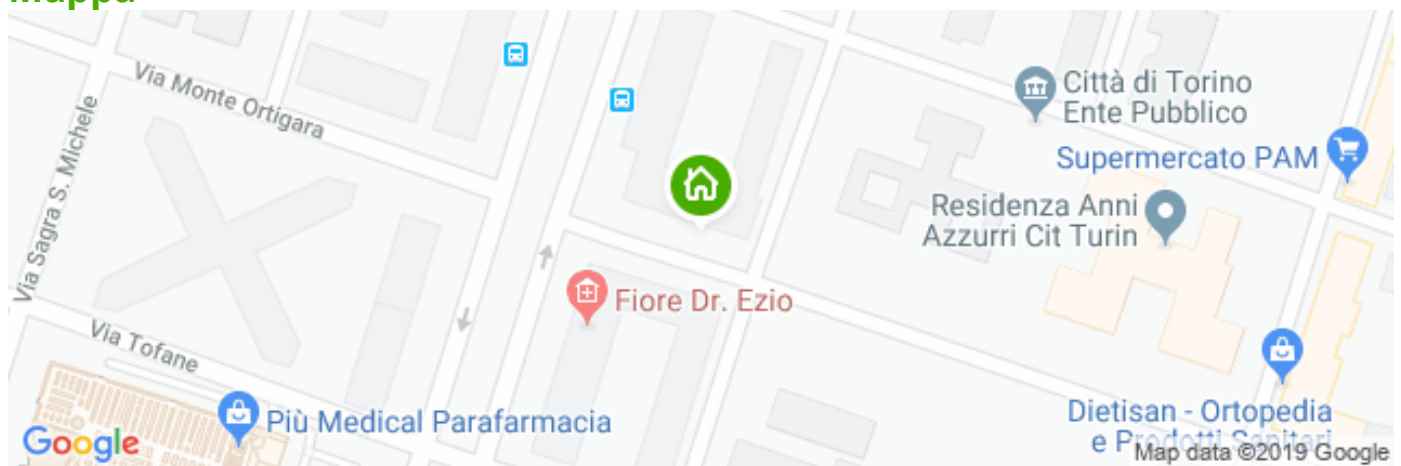 Mappa
Via Monte Ortigara
Via Sagra S. Michele
Città di Torino
Ente Pubblico
Supermercato PAM
Residenza Anni
Azzurri Cit Turin
Fiore Dr. Ezio
Via Tofane
Più Medical Parafarmacia
Dietisan - Ortopedia
e Prodotti Sanitari
Google
Map data ©2019 Google